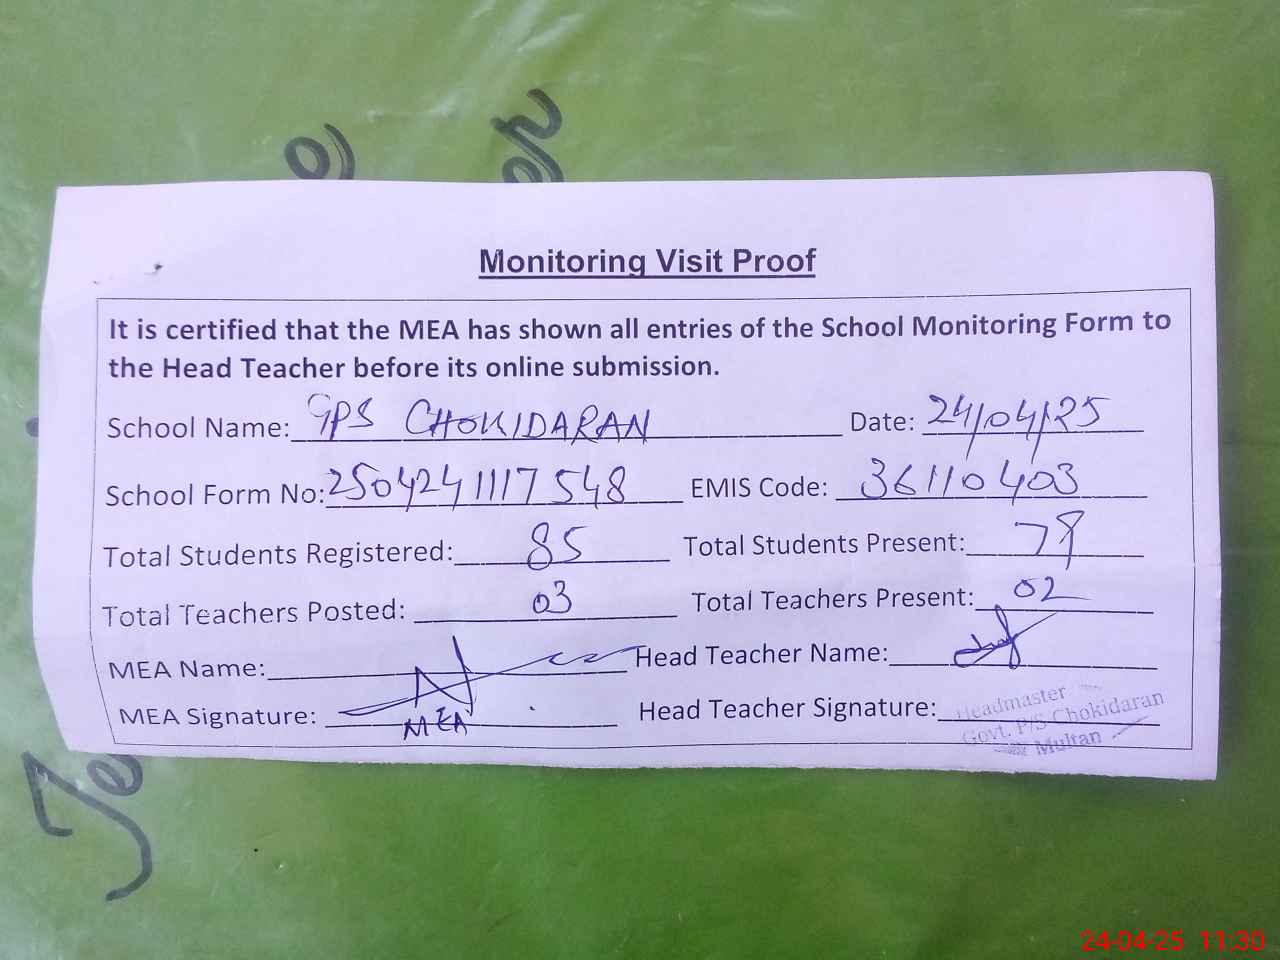 Monitoring Visit Proof
It is certified that the MEA has shown all entries of the School Monitoring Form to
the Head Teacher before its online submission.
School Name: GPS CHOKIDARAN Date: 24/04/25
School Form No: 2504241117548 EMIS Code: 36110403
Total Students Registered: 85 Total Students Present: 79
Total Teachers Posted: 03 Total Teachers Present: 02
MEA Name: Head Teacher Name:
MEA Signature: MEA Head Teacher Signature:
Headmaster
Govt. P/S Chokidaran
Multan
24-04-25 11:30